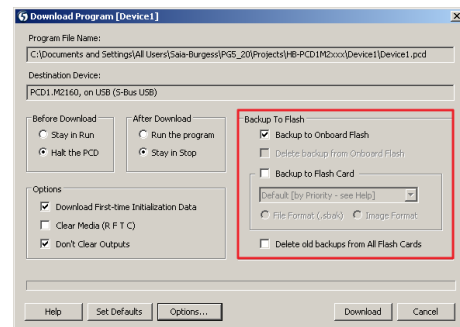 Download Program [Device1]
Program File Name:
C:\Documents and Settings\All Users\Saia-Burgess\PG5_20\Projects\HB-PCD1M2xxx\Device1\Device1.pcd
Destination Device:
PCD1.M2160, on USB (S-Bus USB)
Before Download
Stay in Run
Halt the PCD
After Download
Run the program
Stay in Stop
Options
Download First-time Initialization Data
Clear Media (R F T C)
Don't Clear Outputs
Backup To Flash
Backup to Onboard Flash
Delete backup from Onboard Flash
Backup to Flash Card
Default [by Priority - see Help]
File Format (.sbak) Image Format
Delete old backups from All Flash Cards
Help Set Defaults Options... Download Cancel